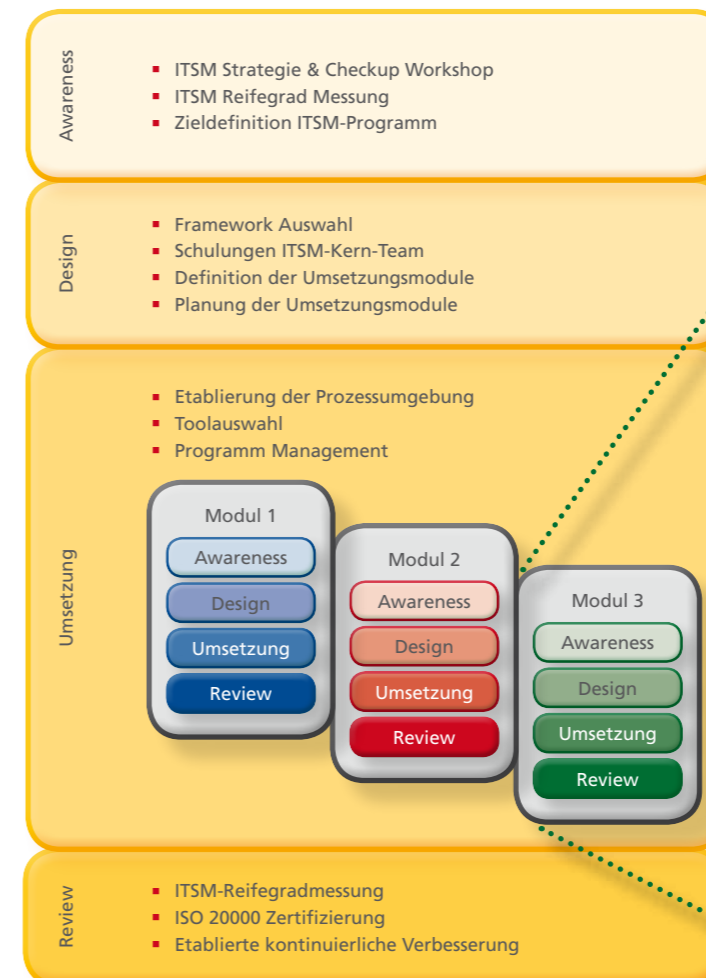 Awareness
ITSM Strategie & Checkup Workshop
ITSM Reifegrad Messung
Zieldefinition ITSM-Programm
Design
Framework Auswahl
Schulungen ITSM-Kern-Team
Definition der Umsetzungsmodule
Planung der Umsetzungsmodule
Umsetzung
Etablierung der Prozessumgebung
Toolauswahl
Programm Management
Modul 1
Awareness
Design
Umsetzung
Review
Modul 2
Awareness
Design
Umsetzung
Review
Modul 3
Awareness
Design
Umsetzung
Review
Review
ITSM-Reifegradmessung
ISO 20000 Zertifizierung
Etablierte kontinuierliche Verbesserung